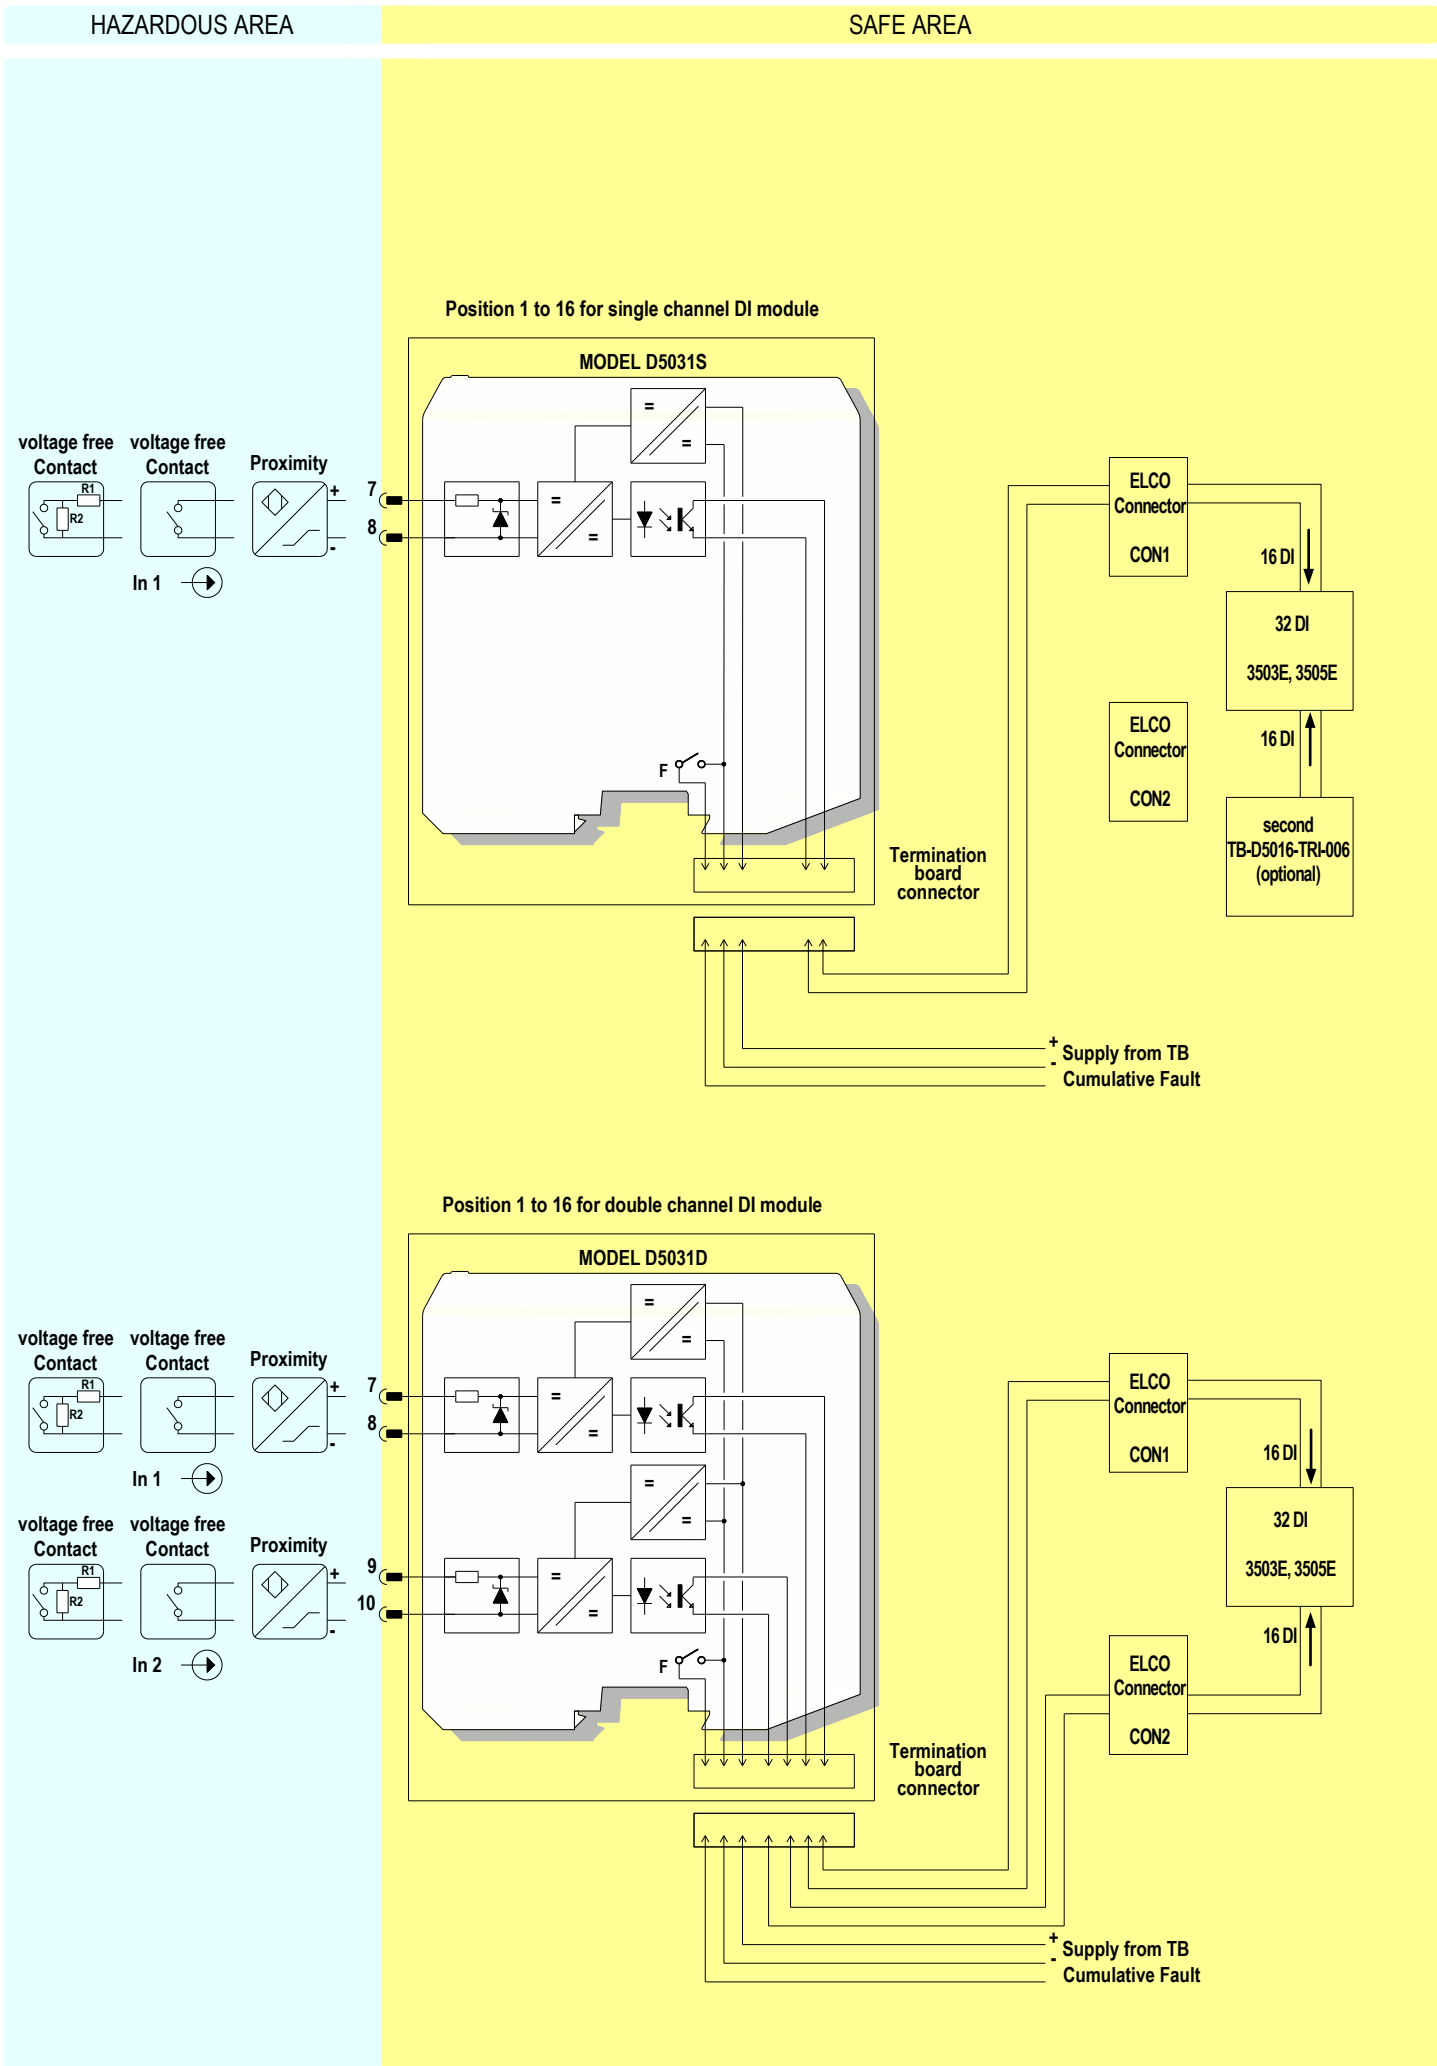 HAZARDOUS AREA
SAFE AREA
Position 1 to 16 for single channel DI module
MODEL D5031S
=
=
voltage free
Contact
voltage free
Contact
Proximity
R1
R2
+
-
7
8
=
=
In 1
F
Termination
board
connector
ELCO
Connector
CON1
16 DI
32 DI
3503E, 3505E
ELCO
Connector
CON2
16 DI
second
TB-D5016-TRI-006
(optional)
+
- Supply from TB
Cumulative Fault
Position 1 to 16 for double channel DI module
MODEL D5031D
=
=
voltage free
Contact
voltage free
Contact
Proximity
R1
R2
+
-
7
8
=
=
In 1
=
=
voltage free
Contact
voltage free
Contact
Proximity
R1
R2
+
-
9
10
=
=
In 2
F
Termination
board
connector
ELCO
Connector
CON1
16 DI
32 DI
3503E, 3505E
16 DI
ELCO
Connector
CON2
+
- Supply from TB
Cumulative Fault